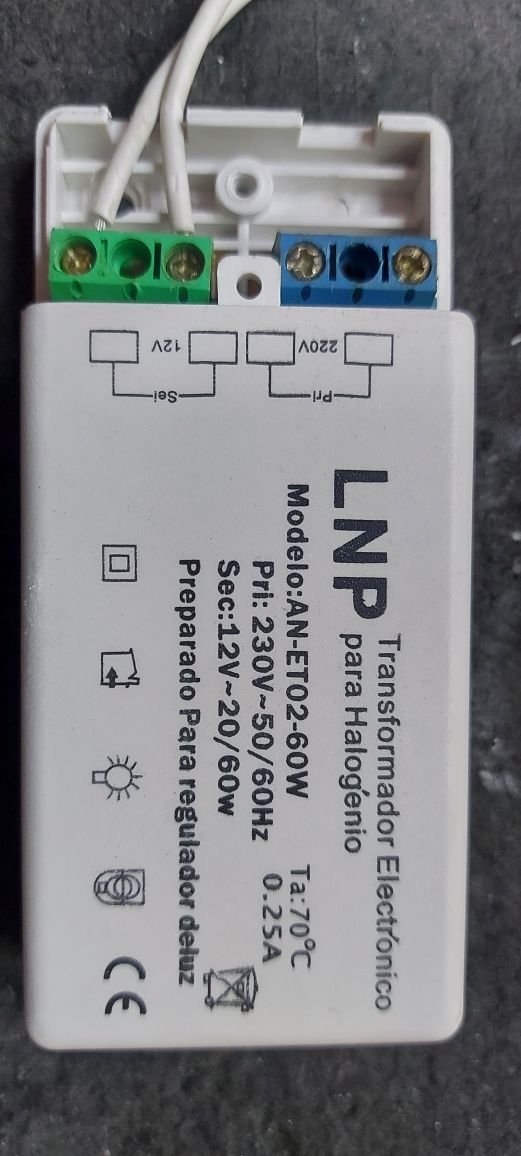 LNP
Transformador Electrónico
para Halogénio
Modelo:AN-ET02-60W
Pri: 230V~50/60Hz
Sec:12V~20/60w
Preparado Para regulador deluz
Ta:70°C
0.25A
CE
220V
Pri
12V
Sei